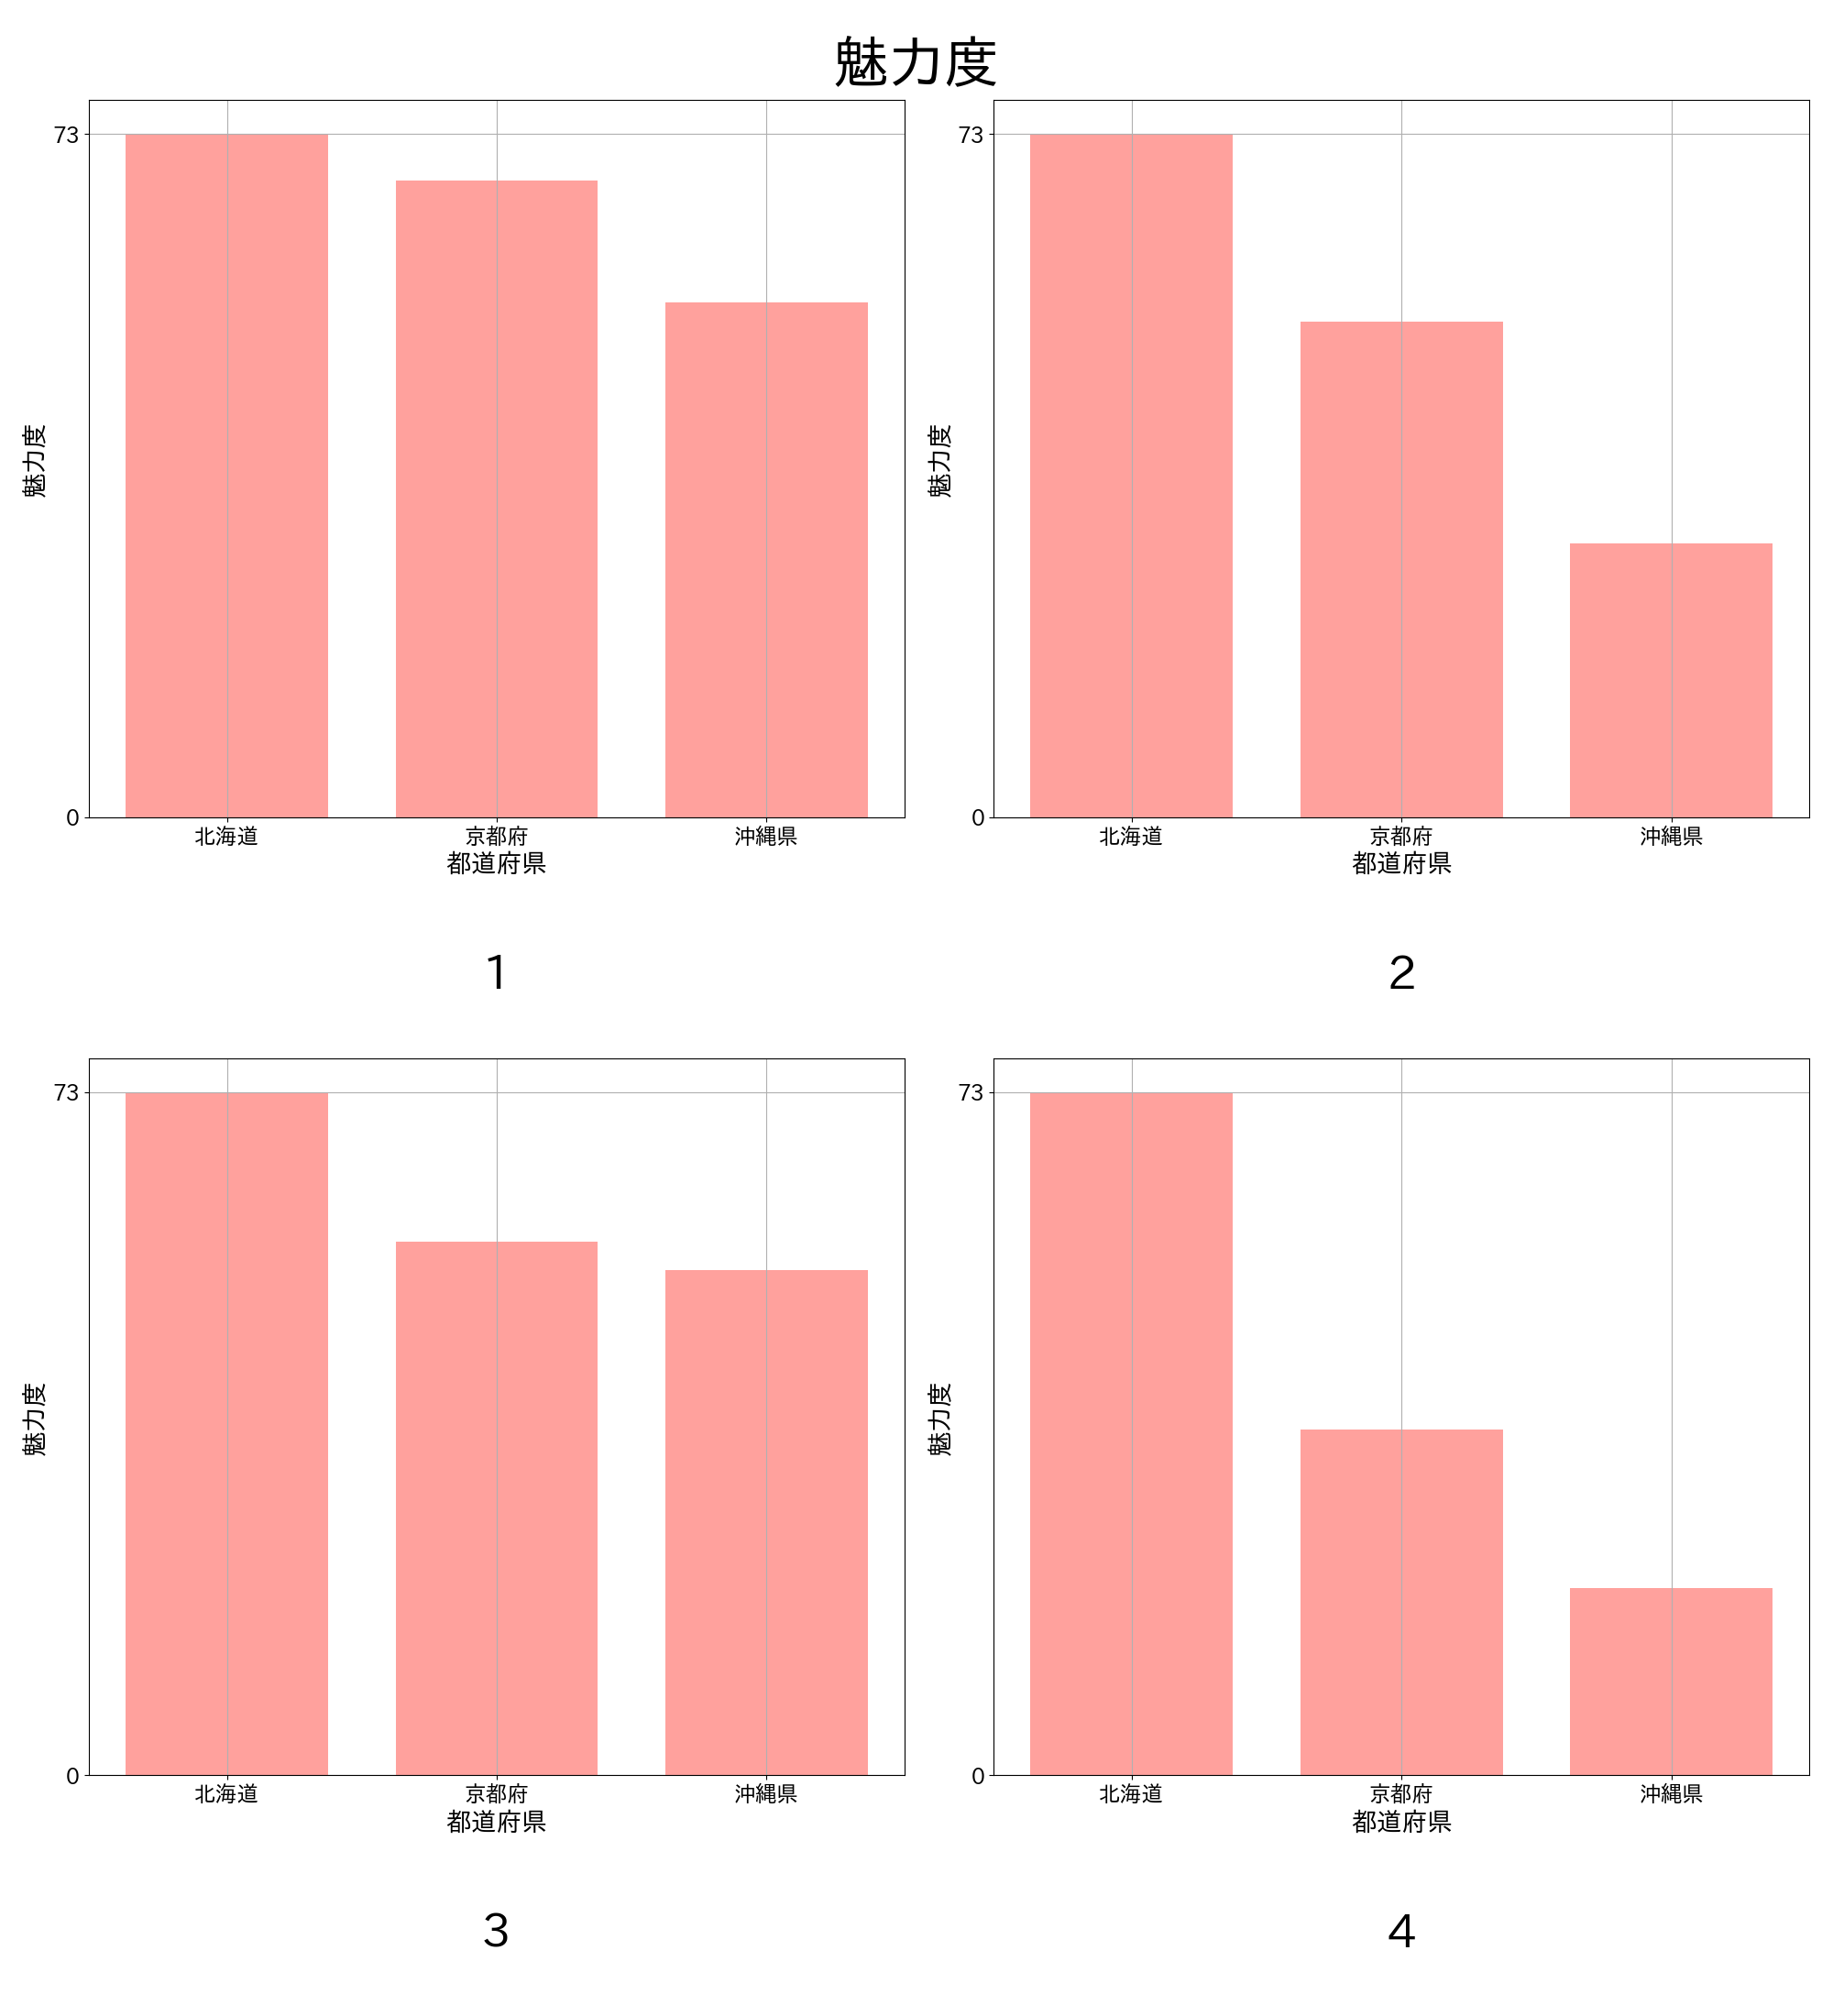 魅力度
73
魅力度
0
北海道 京都府 沖縄県
都道府県
1
73
魅力度
0
北海道 京都府 沖縄県
都道府県
2
73
魅力度
0
北海道 京都府 沖縄県
都道府県
3
73
魅力度
0
北海道 京都府 沖縄県
都道府県
4